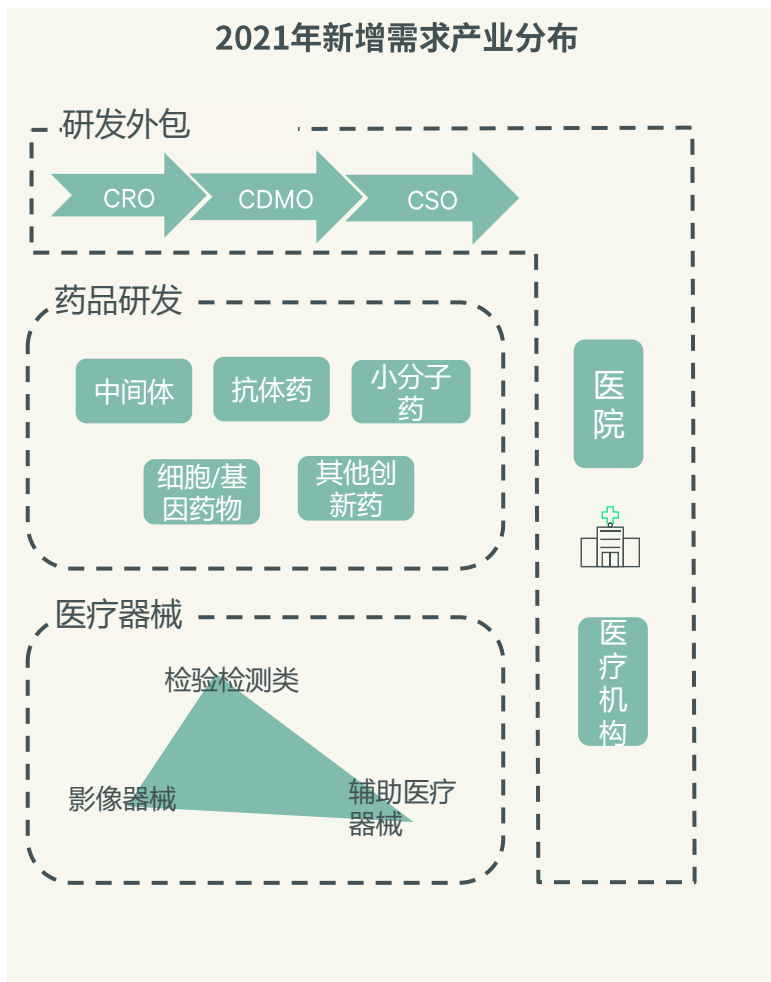 2021年新增需求产业分布
研发外包
CRO
CDMO
CSO
药品研发
中间体
抗体药
小分子
药
细胞/基
因药物
其他创
新药
医
院
医
疗
机
构
医疗器械
检验检测类
影像器械
辅助医疗
器械